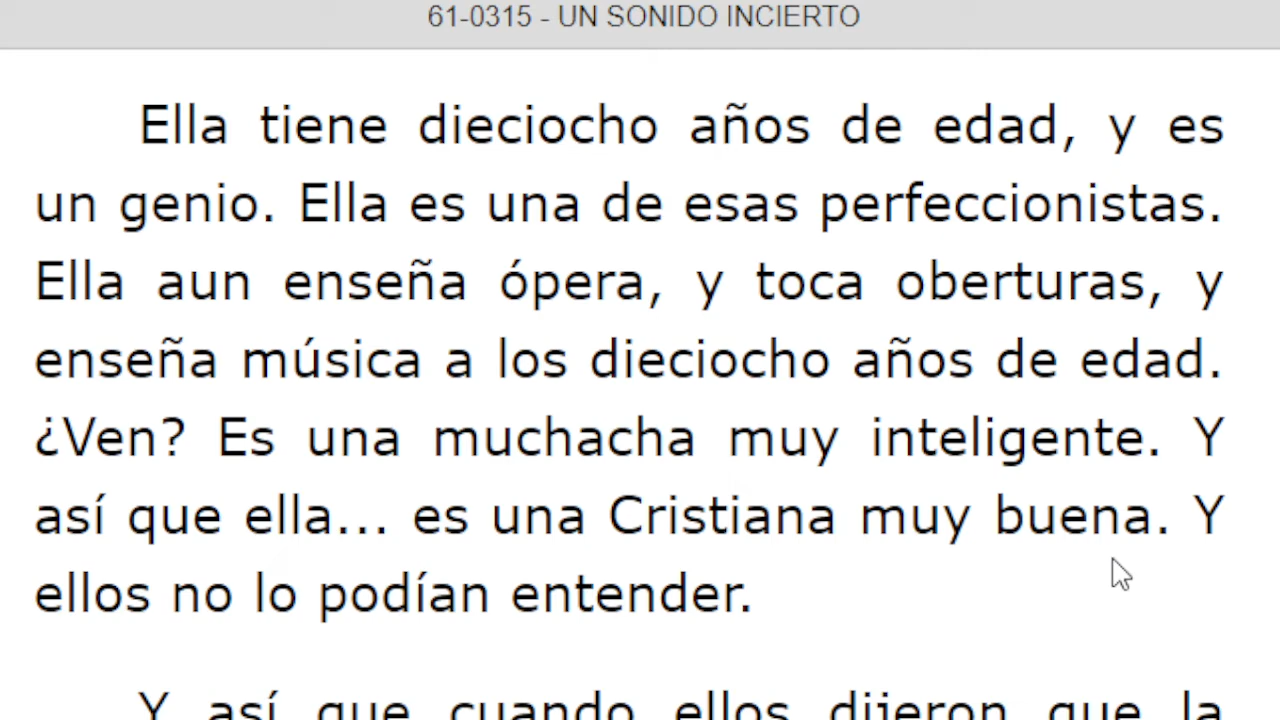 61-0315 - UN SONIDO INCIERTO
Ella tiene dieciocho años de edad, y es
un genio. Ella es una de esas perfeccionistas.
Ella aun enseña ópera, y toca oberturas, y
enseña música a los dieciocho años de edad.
¿Ven? Es una muchacha muy inteligente. Y
así que ella... es una Cristiana muy buena. Y
ellos no lo podían entender.
Y así que cuando ellos dijeron que la